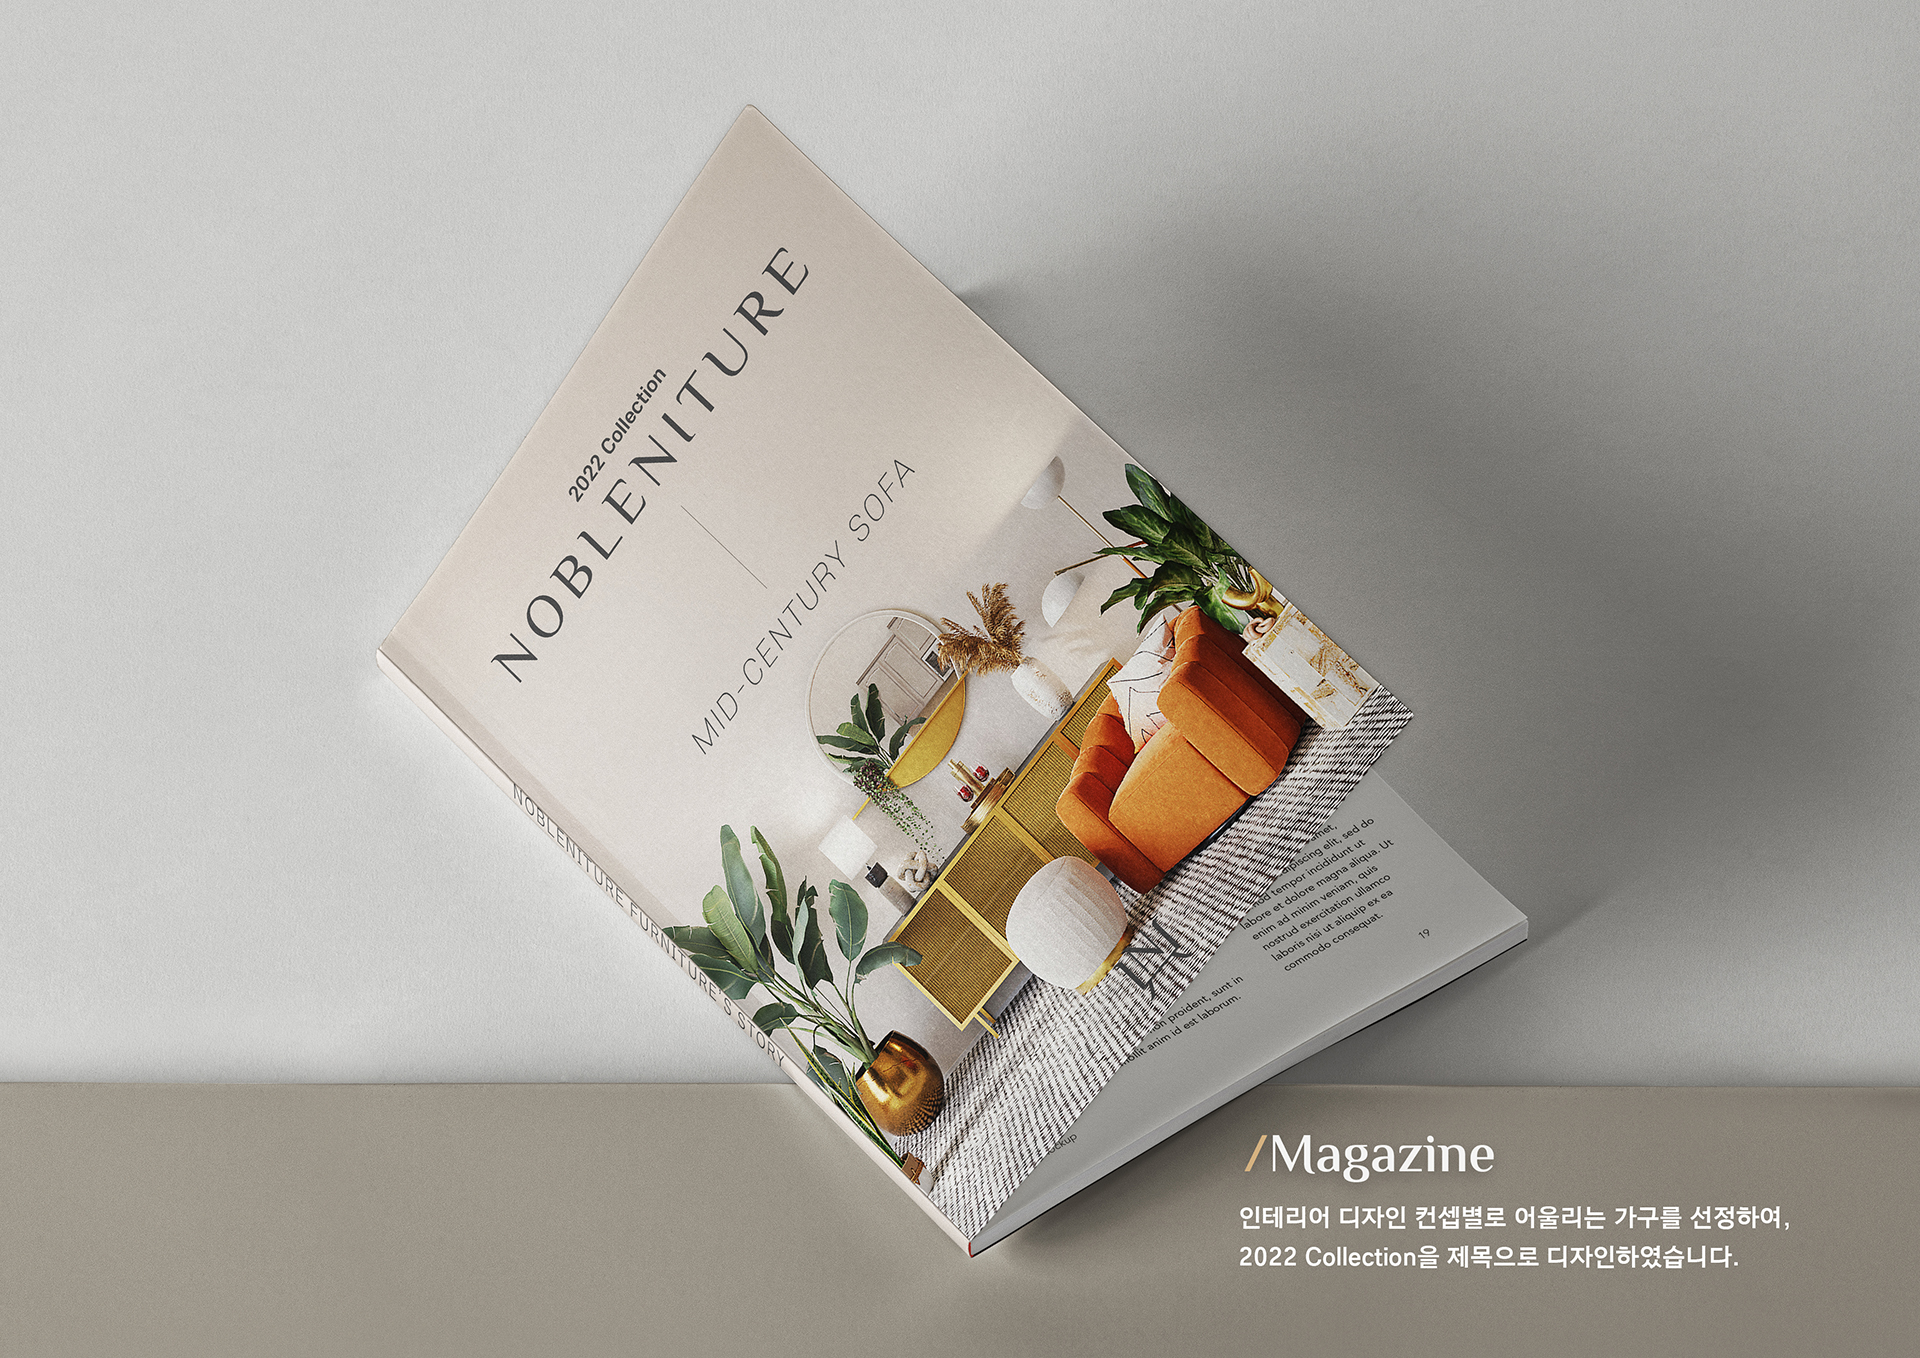 2022 Collection
NOBLENITURE
MID-CENTURY SOFA
NOBLENITURE FURNITURE'S STORY
N
elit, sed do
tempor incididunt ut
labore et dolore magna aliqua. Ut
enim ad minim veniam, quis
nostrud exercitation ullamco
laboris nisi ut aliquip ex ea
commodo consequat.
19
proident, sunt in
anim id est laborum.
/Magazine
인테리어 디자인 컨셉별로 어울리는 가구를 선정하여,
2022 Collection을 제목으로 디자인하였습니다.